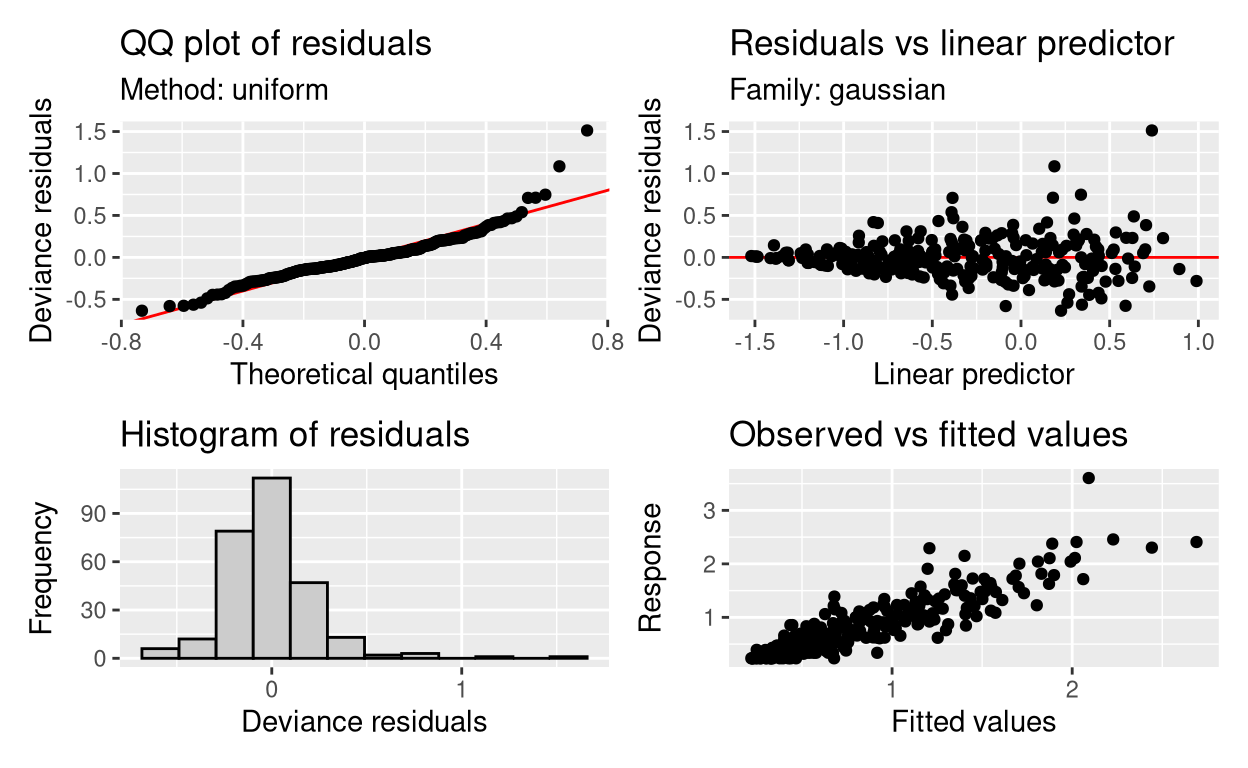 QQ plot of residuals
Method: uniform
Deviance residuals
1.5
1.0
0.5
0.0
-0.5
-0.8
-0.4
0.0
0.4
0.8
Theoretical quantiles
Residuals vs linear predictor
Family: gaussian
Deviance residuals
1.5
1.0
0.5
0.0
-0.5
-1.5
-1.0
-0.5
0.0
0.5
1.0
Linear predictor
Histogram of residuals
Frequency
90
60
30
0
0
1
Deviance residuals
Observed vs fitted values
Response
3
2
1
1
2
Fitted values